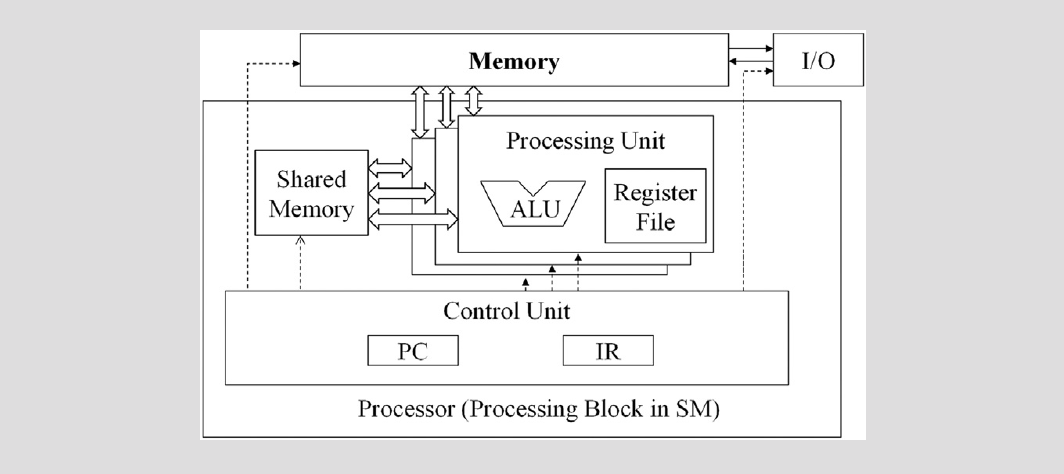 Memory
I/O
Processing Unit
Shared
Memory
ALU
Register
File
Control Unit
PC
IR
Processor (Processing Block in SM)